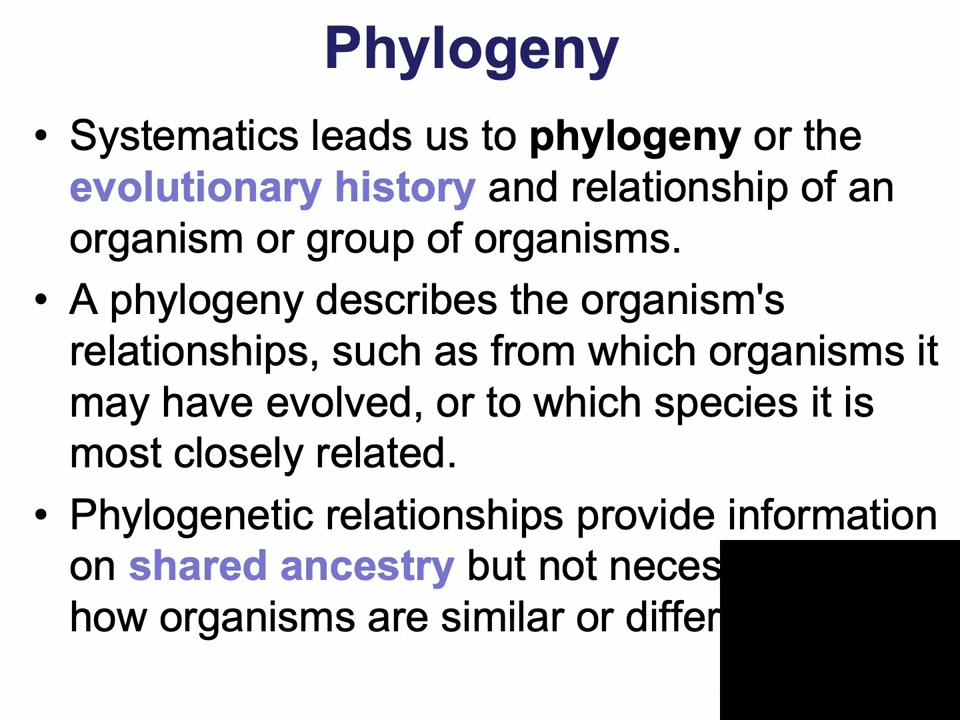 Phylogeny
• Systematics leads us to phylogeny or the
evolutionary history and relationship of an
organism or group of organisms.
• A phylogeny describes the organism's
relationships, such as from which organisms it
may have evolved, or to which species it is
most closely related.
• Phylogenetic relationships provide information
on shared ancestry but not
how organisms are similar or